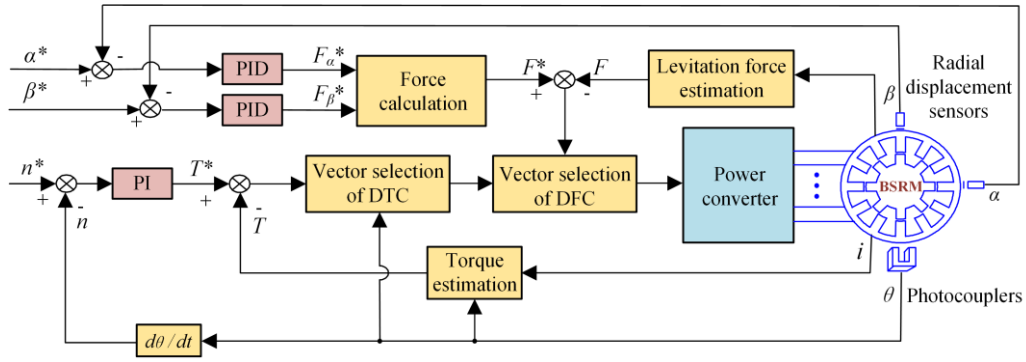 α*
β*
-
+
-
+
PID
PID
Fα*
Fβ*
Force
calculation
F*
+
-
F
Levitation force
estimation
β
Radial
displacement
sensors
n*
+
-
n
PI
T*
+
-
T
Vector selection
of DTC
Vector selection
of DFC
Power
converter
BSRM
α
i
Torque
estimation
θ
Photocouplers
dθ/dt